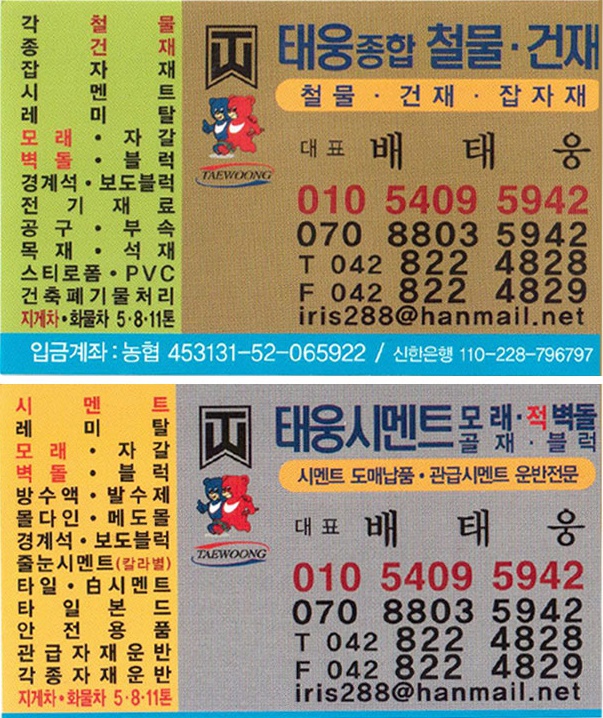 각 철 물
종 건 재
잡 자 재
시 멘 트
레 미 탈
모래·자갈
벽돌·블럭
경계석·보도블럭
전 기 재 료
공구·부속
목재·석재
스티로폼·PVC
건축폐기물처리
지게차·화물차 5·8·11톤
태웅종합 철물·건재
철물·건재·잡자재
TAEWOONG
대표 배 태 웅
010 5409 5942
070 8803 5942
T 042 822 4828
F 042 822 4829
iris288@hanmail.net
입금계좌 : 농협 453131-52-065922 / 신한은행 110-228-796797
시 멘 트
레 미 탈
모래·자갈
벽돌·블럭
방수액·발수제
몰다인·메도몰
경계석·보도블럭
줄눈시멘트(칼라별)
타일·白시멘트
타 일 본 드
안 전 용 품
관급자재운반
각종자재운반
지게차·화물차 5·8·11톤
태웅시멘트 모래·적벽돌
골재·블럭
시멘트 도매납품·관급시멘트 운반전문
TAEWOONG
대표 배 태 웅
010 5409 5942
070 8803 5942
T 042 822 4828
F 042 822 4829
iris288@hanmail.net